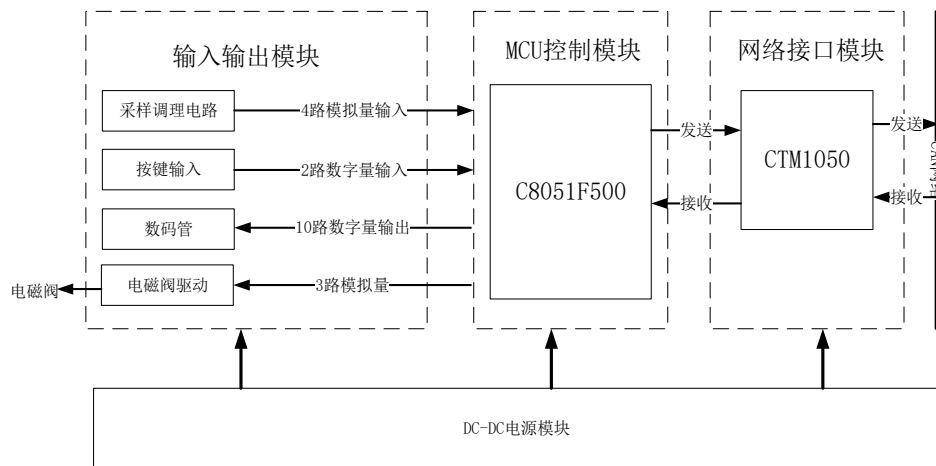 输入输出模块
采样调理电路
4路模拟量输入
按键输入
2路数字量输入
数码管
10路数字量输出
电磁阀
电磁阀驱动
3路模拟量
MCU控制模块
C8051F500
发送
接收
网络接口模块
CTM1050
发送
接收
DC-DC电源模块